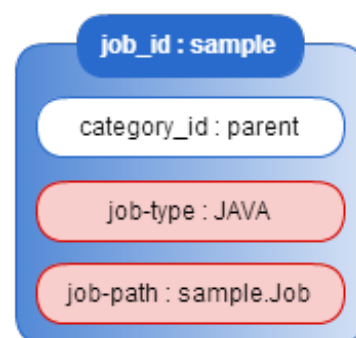 job_id : sample
category_id : parent
job-type : JAVA
job-path : sample.Job